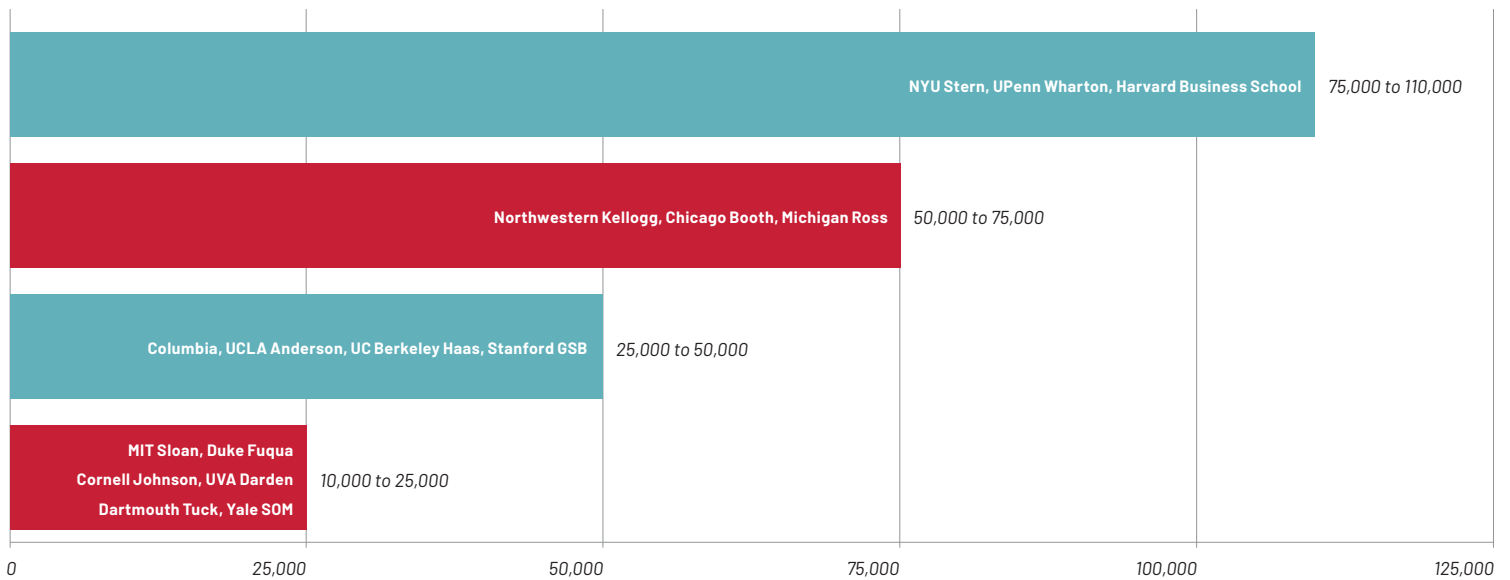 NYU Stern, UPenn Wharton, Harvard Business School
75,000 to 110,000
Northwestern Kellogg, Chicago Booth, Michigan Ross
50,000 to 75,000
Columbia, UCLA Anderson, UC Berkeley Haas, Stanford GSB
25,000 to 50,000
MIT Sloan, Duke Fuqua
Cornell Johnson, UVA Darden
Dartmouth Tuck, Yale SOM
10,000 to 25,000
0 25,000 50,000 75,000 100,000 125,000